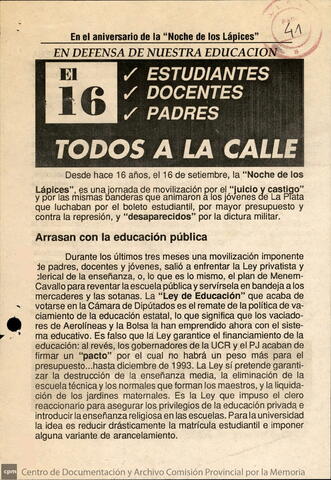 En el aniversario de la "Noche de los Lápices"
41
EN DEFENSA DE NUESTRA EDUCACION
El
16
✓ ESTUDIANTES
✓ DOCENTES
✓ PADRES
TODOS A LA CALLE
Desde hace 16 años, el 16 de setiembre, la "Noche de los
Lápices", es una jornada de movilización por el "juicio y castigo"
y por las mismas banderas que animaron a los jóvenes de La Plata
que luchaban por el boleto estudiantil, por mayor presupuesto y
contra la represión, y "desaparecidos" por la dictura militar.
Arrasan con la educación pública
Durante los últimos tres meses una movilización imponente
de padres, docentes y jóvenes, salió a enfrentar la Ley privatista y
clerical de la enseñanza, o, lo que es lo mismo, el plan de Menem-
Cavallo para reventar la escuela pública y servírsela en bandeja a los
mercaderes y las sotanas. La "Ley de Educación" que acaba de
votarse en la Cámara de Diputados es el remate de la política de va-
ciamiento de la educación estatal, lo que significa que los vaciado-
res de Aerolíneas y la Bolsa la han emprendido ahora con el sistema
educativo. Es falso que la Ley garantice el financiamiento de la
educación: al revés, los gobernadores de la UCR y el PJ acaban de
firmar un "pacto" por el cual no habrá un peso más para el
presupuesto...hasta diciembre de 1993. La Ley sí pretende garanti-
zar la destrucción de la enseñanza media, la eliminación de la
escuela técnica y los normales que forman los maestros, y la liquida-
ción de los jardines maternales. Es la Ley que impuso el clero
reaccionario para asegurar los privilegios de la educación privada e
introducir la enseñanza religiosa en las escuelas. Para la universidad
la idea es reducir drásticamente la matrícula estudiantil e imponer
alguna variante de arancelamiento.
cpm Centro de Documentación y Archivo Comisión Provincial por la Memoria